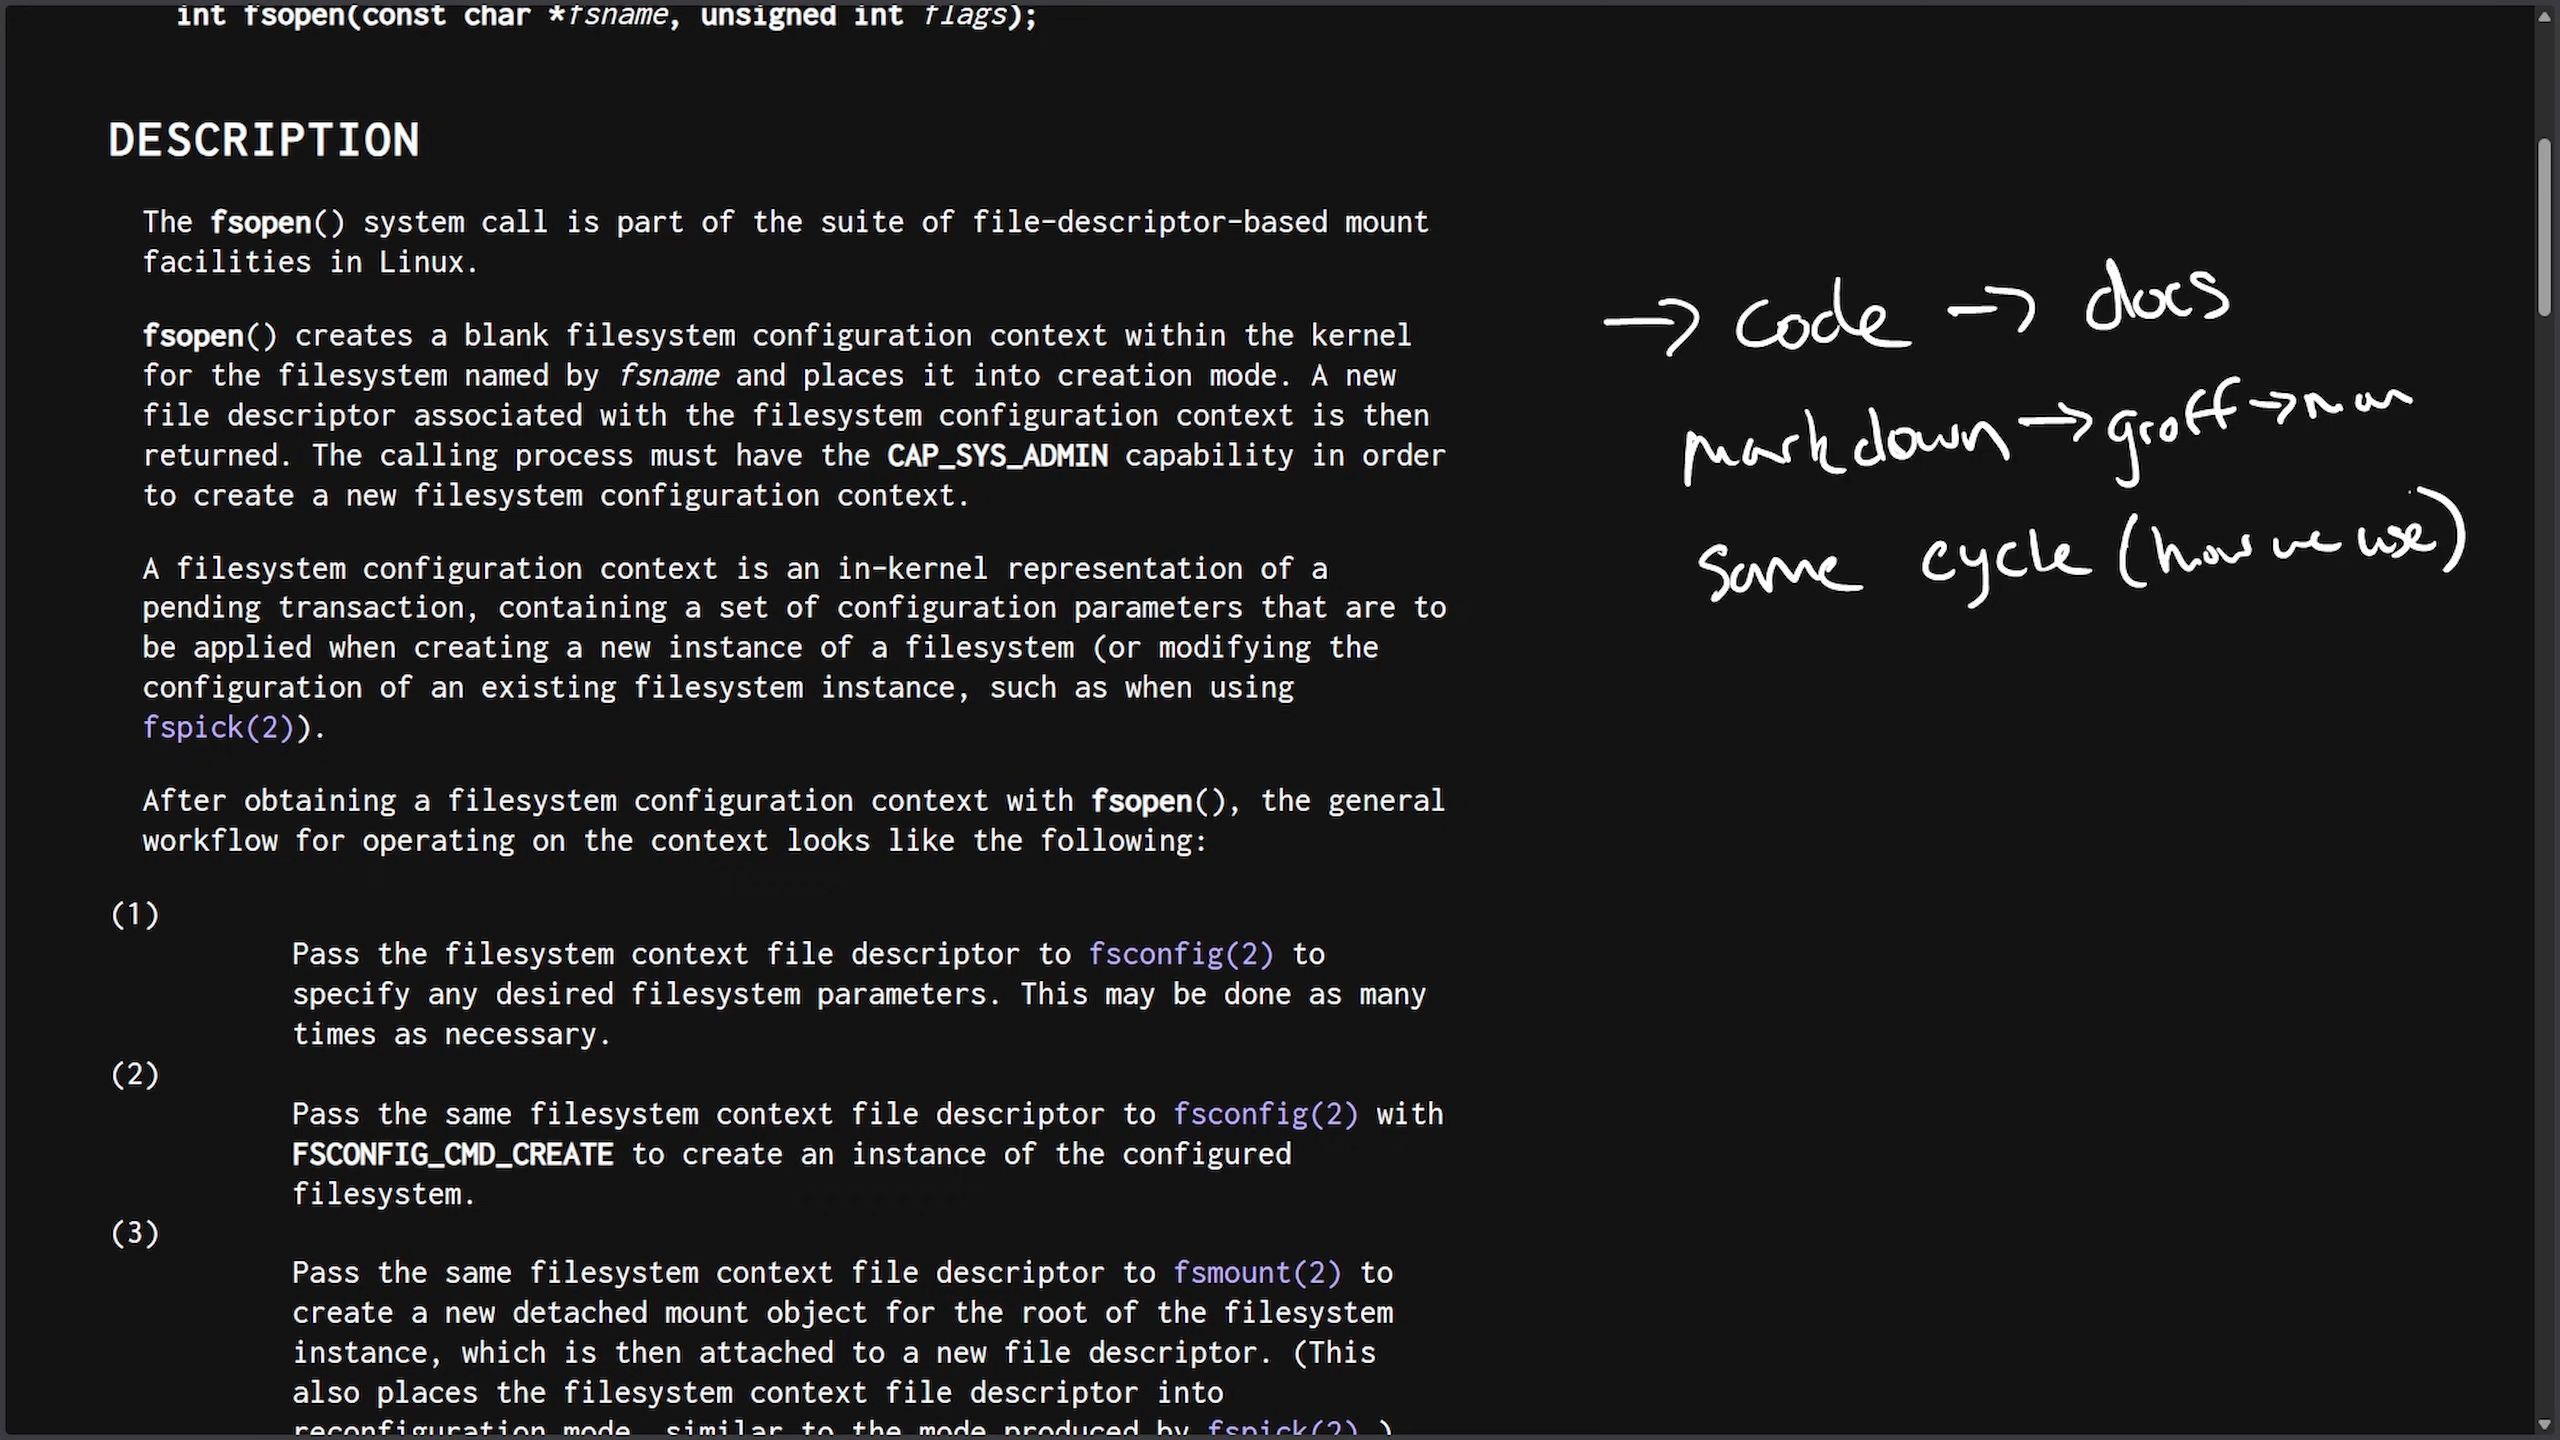 int fsopen(const char *fsname, unsigned int flags);
DESCRIPTION
The fsopen() system call is part of the suite of file-descriptor-based mount
facilities in Linux.
fsopen() creates a blank filesystem configuration context within the kernel
for the filesystem named by fsname and places it into creation mode. A new
file descriptor associated with the filesystem configuration context is then
returned. The calling process must have the CAP_SYS_ADMIN capability in order
to create a new filesystem configuration context.
A filesystem configuration context is an in-kernel representation of a
pending transaction, containing a set of configuration parameters that are to
be applied when creating a new instance of a filesystem (or modifying the
configuration of an existing filesystem instance, such as when using
fspick(2)).
After obtaining a filesystem configuration context with fsopen(), the general
workflow for operating on the context looks like the following:
(1)
Pass the filesystem context file descriptor to fsconfig(2) to
specify any desired filesystem parameters. This may be done as many
times as necessary.
(2)
Pass the same filesystem context file descriptor to fsconfig(2) with
FSCONFIG_CMD_CREATE to create an instance of the configured
filesystem.
(3)
Pass the same filesystem context file descriptor to fsmount(2) to
create a new detached mount object for the root of the filesystem
instance, which is then attached to a new file descriptor. (This
also places the filesystem context file descriptor into
reconfiguration mode, similar to the mode produced by fspick(2).)
→ code → docs
markdown → groff → man
same cycle (how we use)